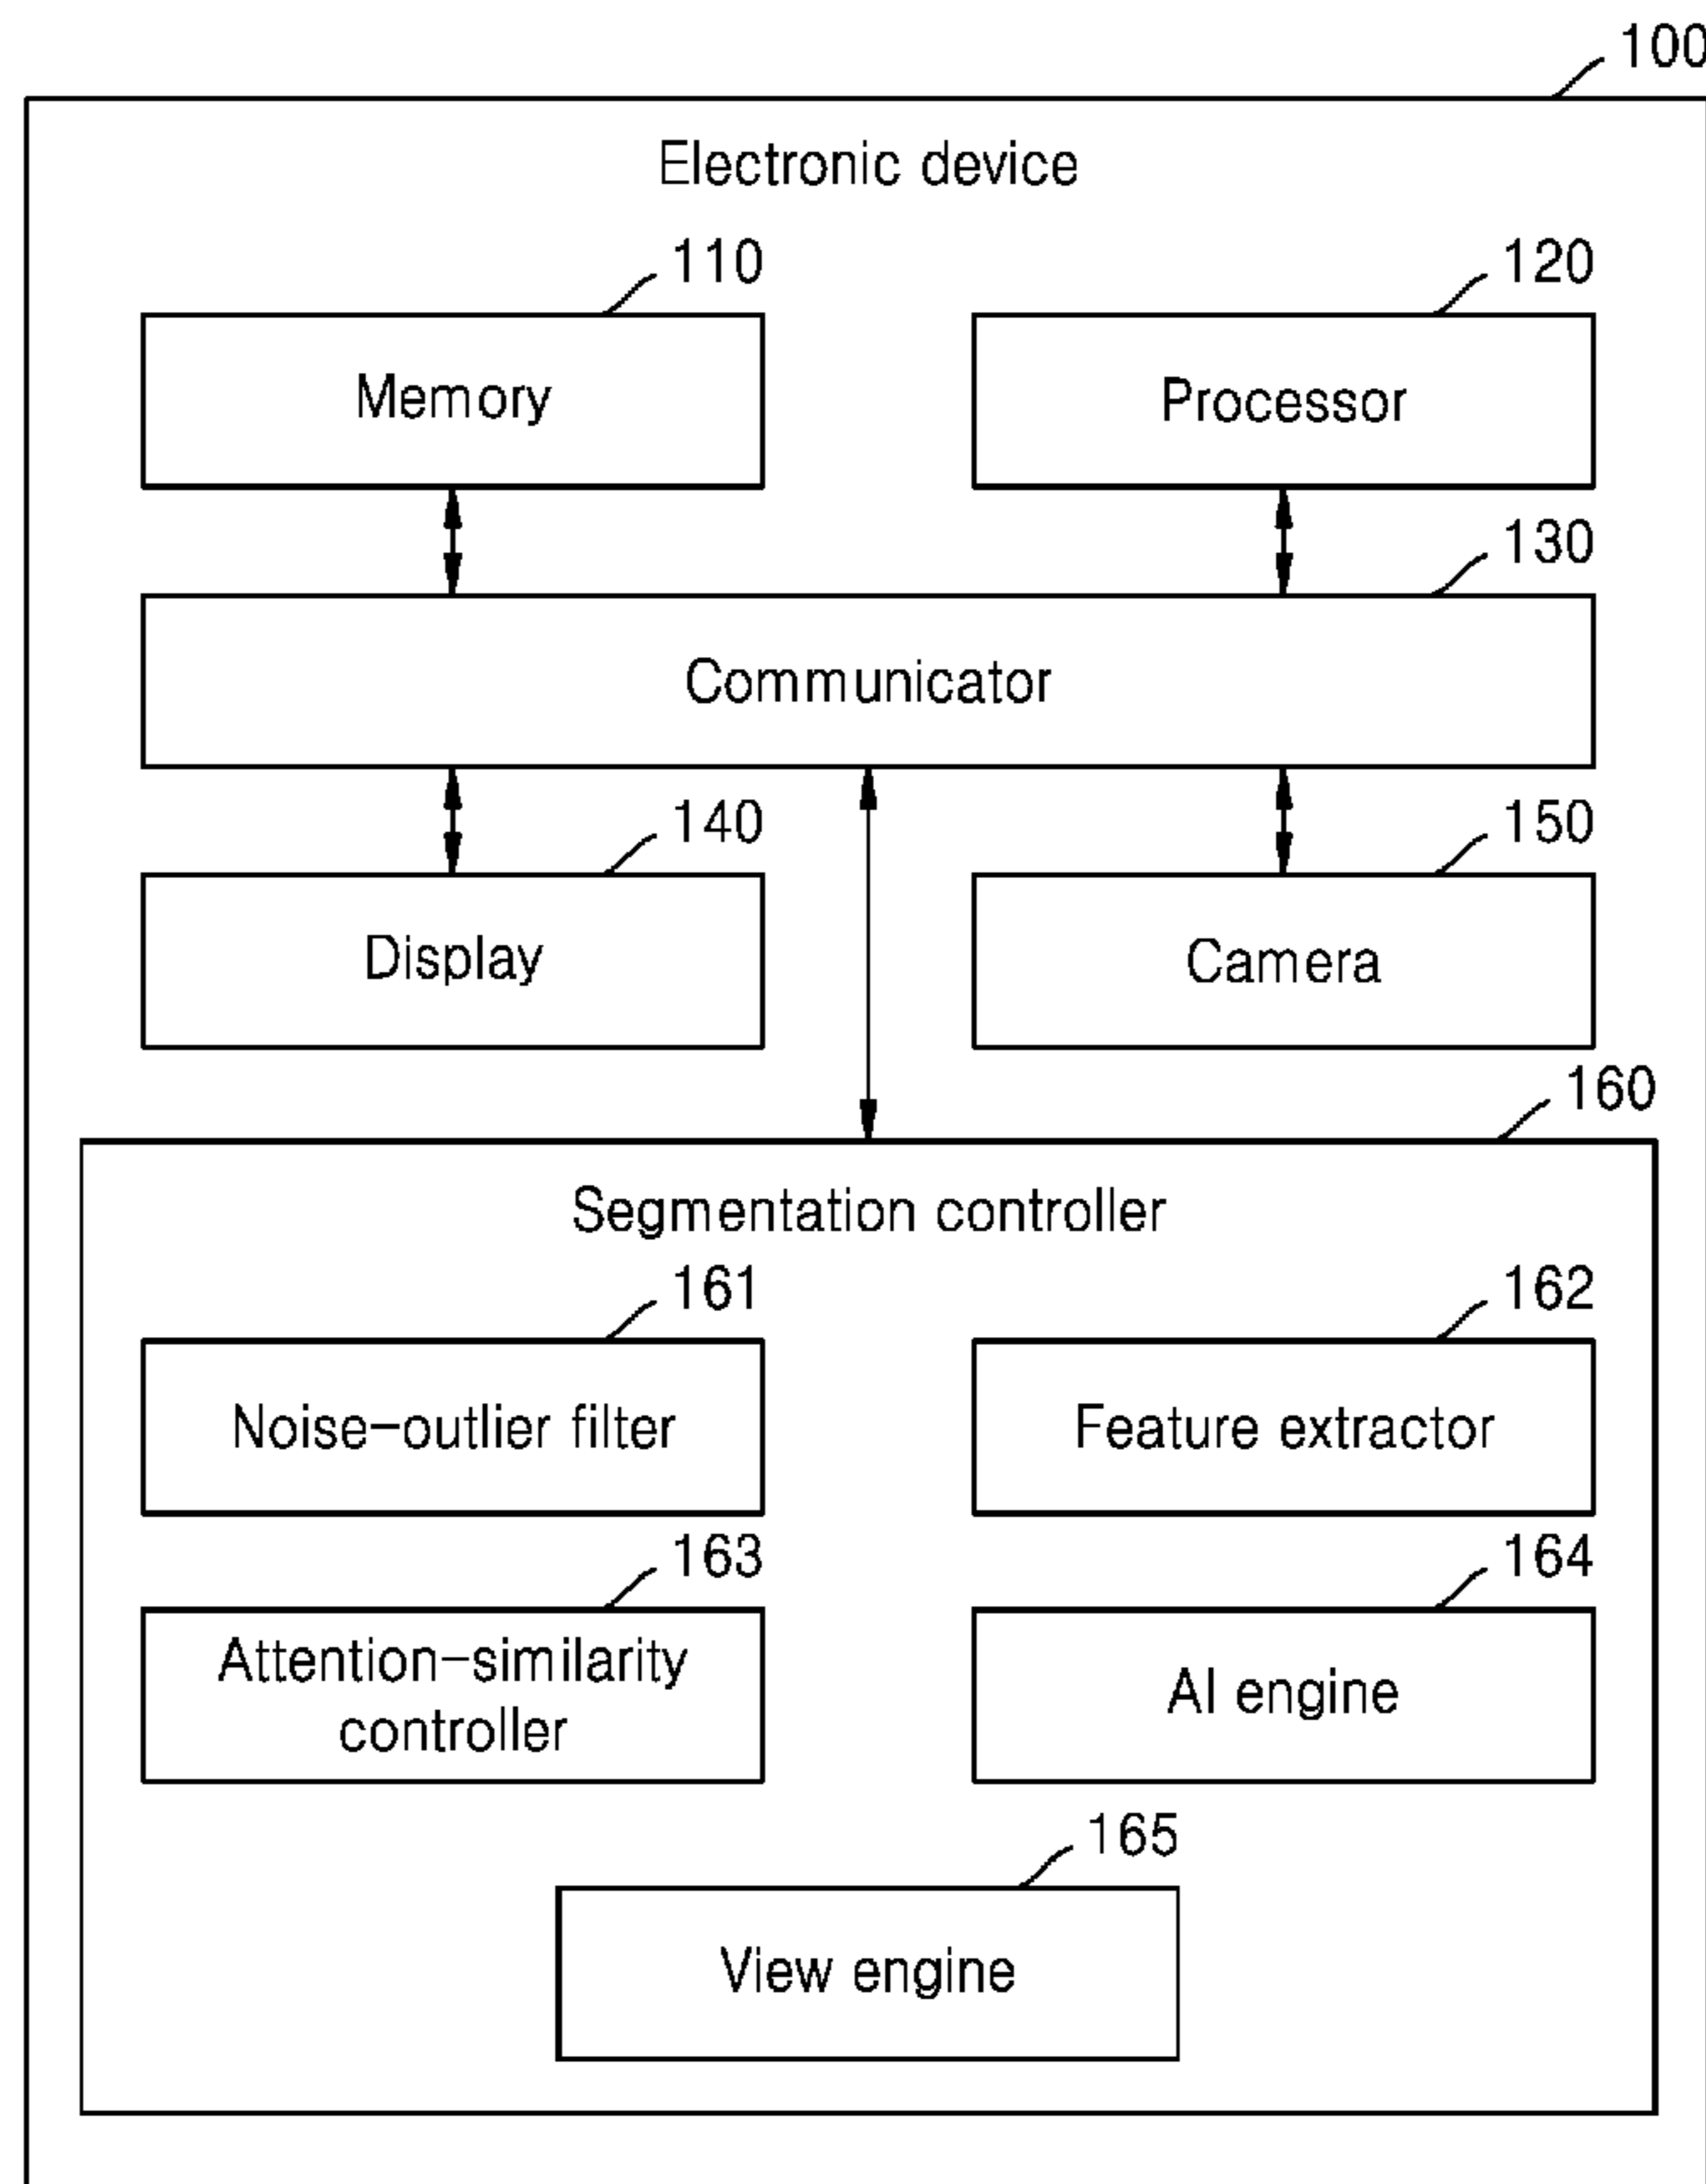 100
Electronic device
110
120
Memory
Processor
130
Communicator
140
150
Display
Camera
160
Segmentation controller
161
162
Noise-outlier filter
Feature extractor
163
164
Attention-similarity
controller
AI engine
165
View engine